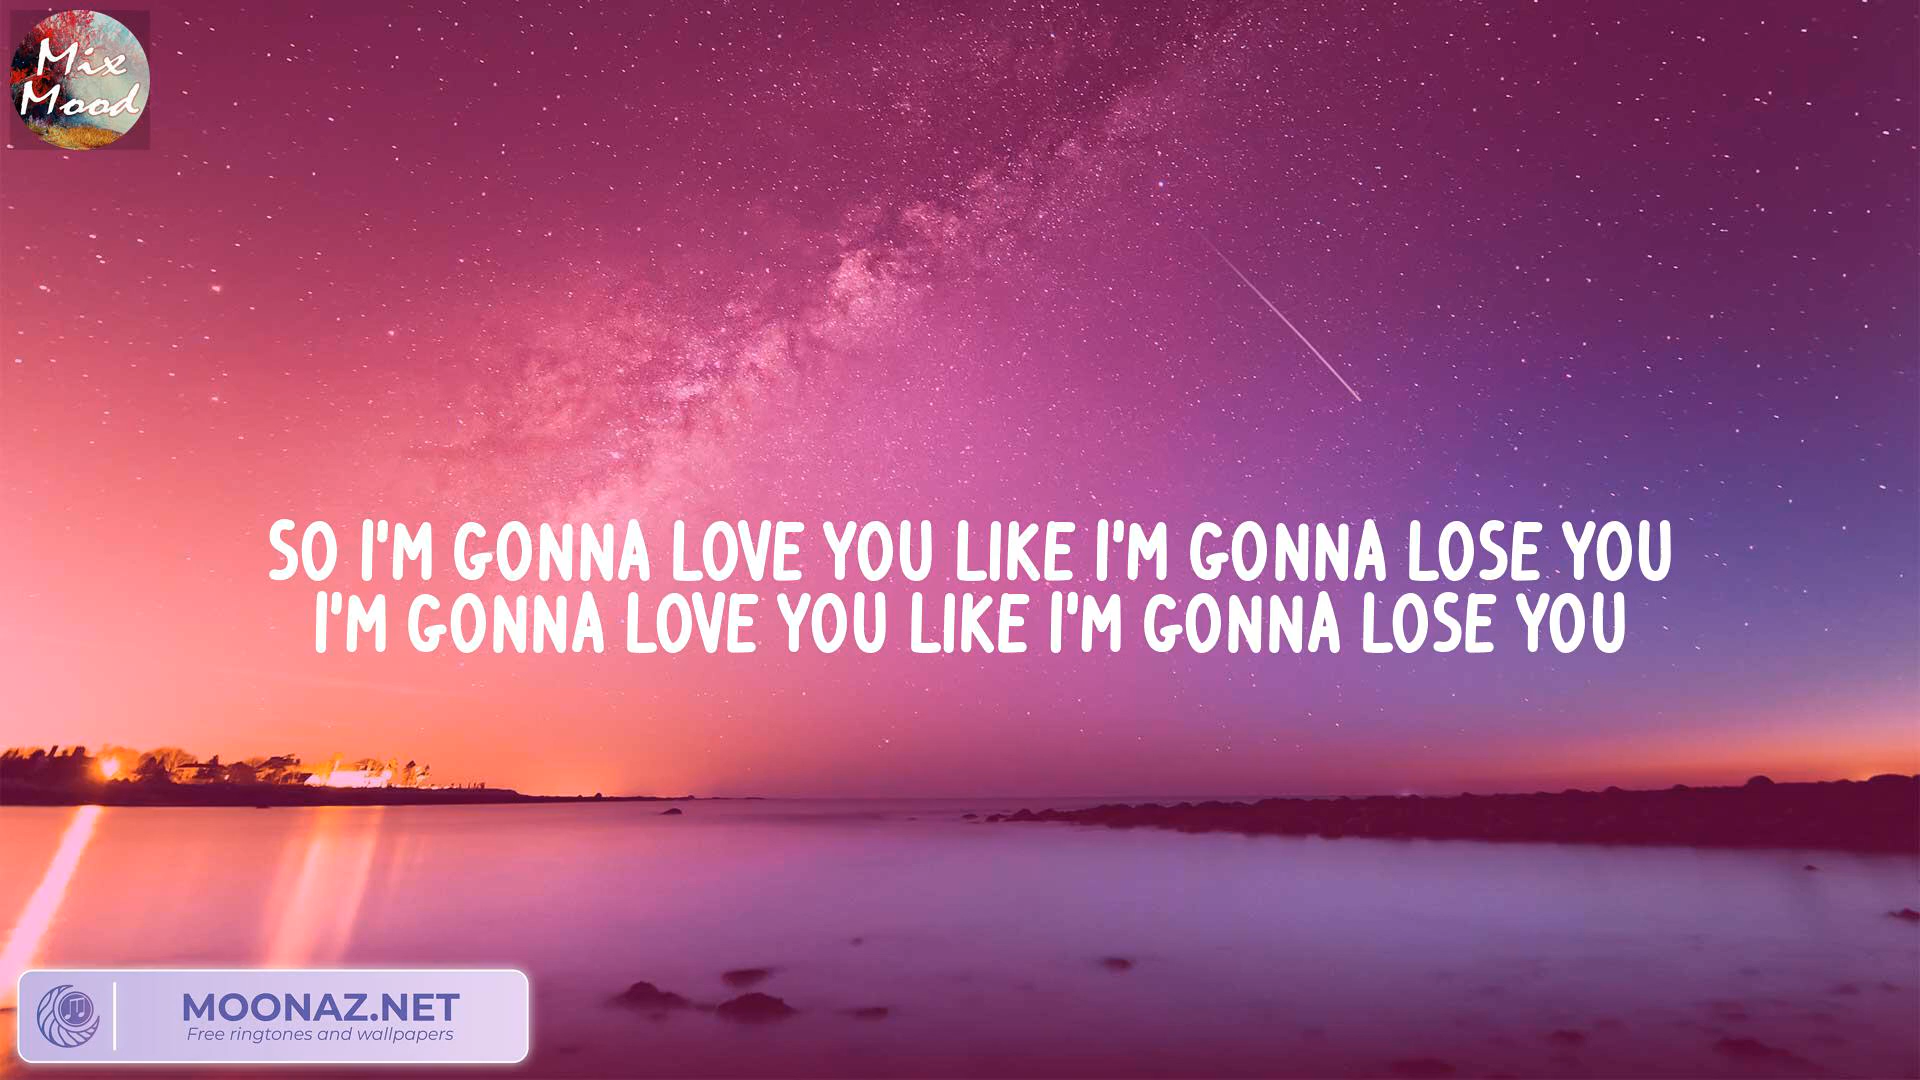 Mix
Mood
SO I'M GONNA LOVE YOU LIKE I'M GONNA LOSE YOU
I'M GONNA LOVE YOU LIKE I'M GONNA LOSE YOU
MOONAZ.NET
Free ringtones and wallpapers